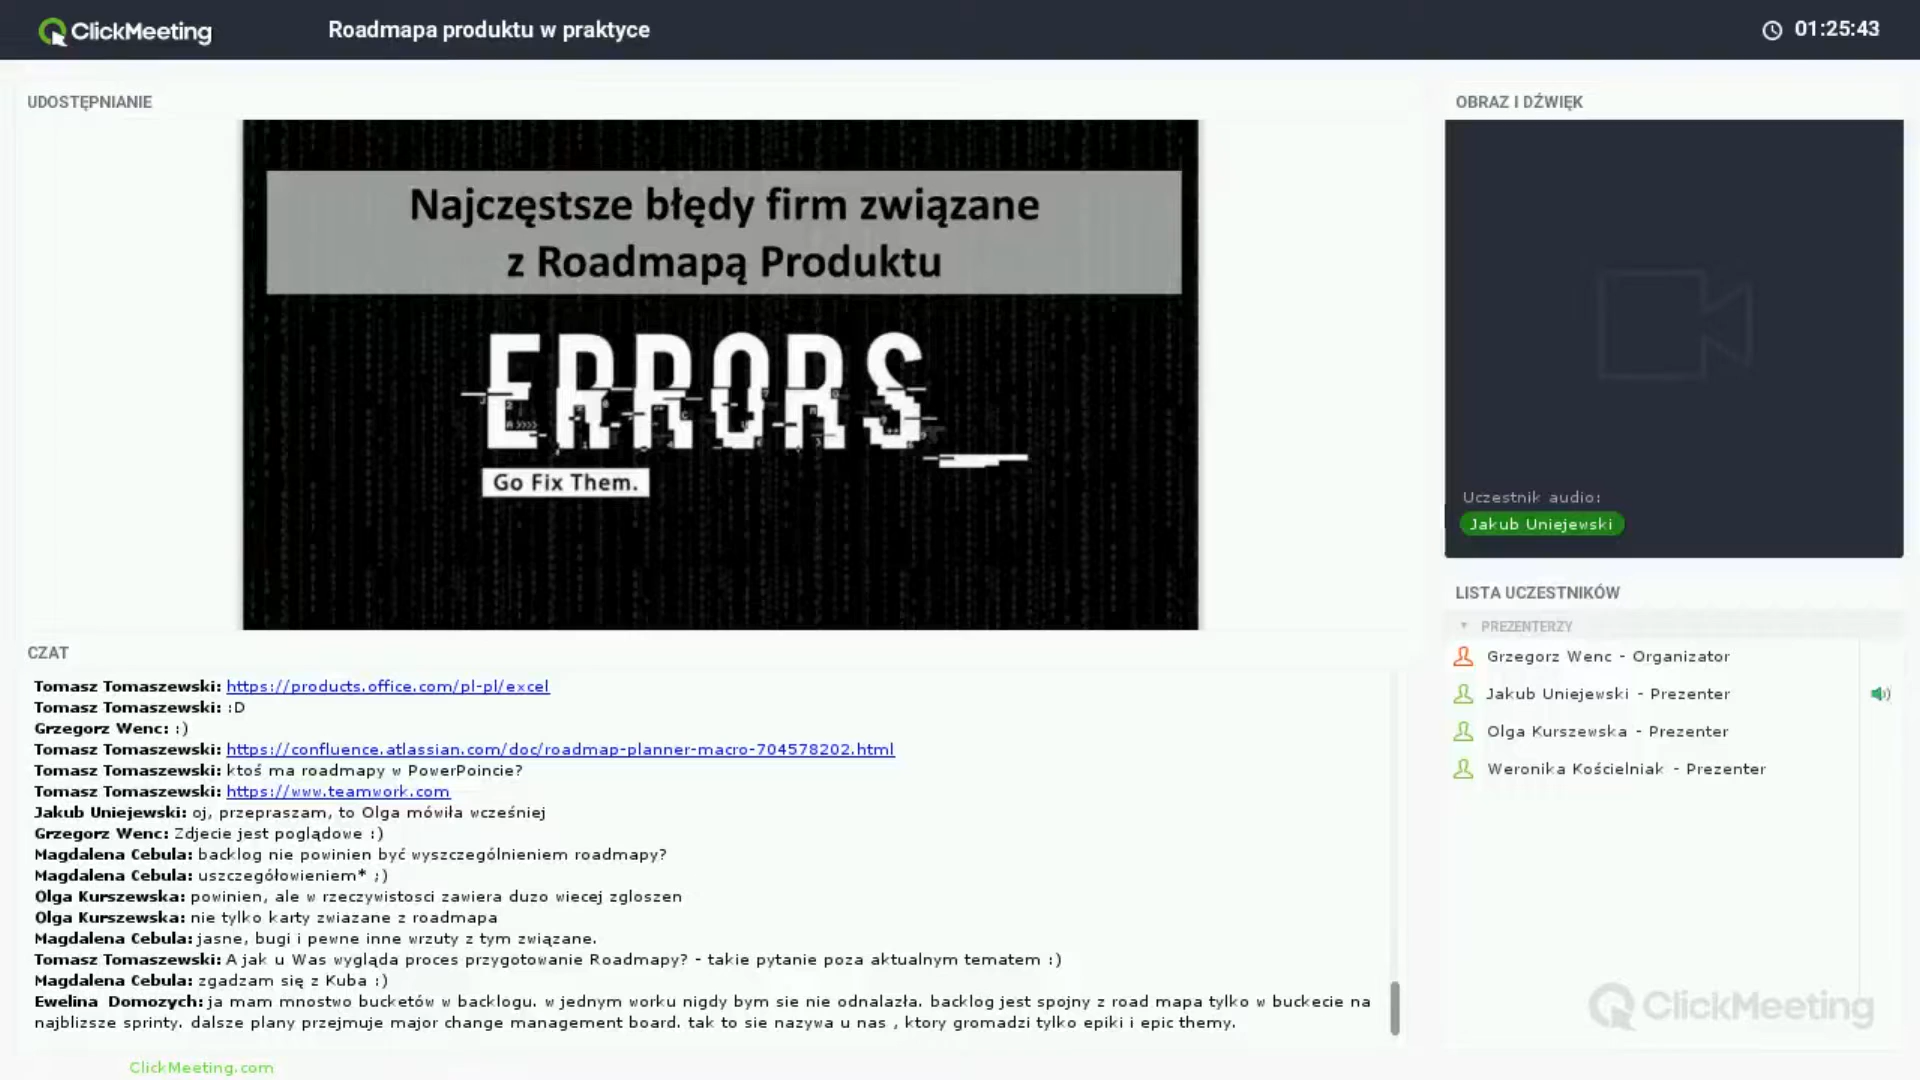 ClickMeeting
Roadmapa produktu w praktyce
01:25:43
UDOSTĘPNIANIE
Najczęstsze błędy firm związane
z Roadmapą Produktu
ERRORS_
Go Fix Them.
OBRAZ I DŹWIĘK
Uczestnik audio:
Jakub Uniejewski
LISTA UCZESTNIKÓW
PREZENTERZY
Grzegorz Wenc - Organizator
Jakub Uniejewski - Prezenter
Olga Kurszewska - Prezenter
Weronika Kościelniak - Prezenter
CZAT
Tomasz Tomaszewski: https://products.office.com/pl-pl/excel
Tomasz Tomaszewski: :D
Grzegorz Wenc: :)
Tomasz Tomaszewski: https://confluence.atlassian.com/doc/roadmap-planner-macro-704578202.html
Tomasz Tomaszewski: ktoś ma roadmapy w PowerPoincie?
Tomasz Tomaszewski: https://www.teamwork.com
Jakub Uniejewski: oj, przepraszam, to Olga mówiła wcześniej
Grzegorz Wenc: Zdjecie jest poglądowe :)
Magdalena Cebula: backlog nie powinien być wyszczególnieniem roadmapy?
Magdalena Cebula: uszczegółowieniem* ;)
Olga Kurszewska: powinien, ale w rzeczywistosci zawiera duzo wiecej zgloszen
Olga Kurszewska: nie tylko karty zwiazane z roadmapa
Magdalena Cebula: jasne, bugi i pewne inne wrzuty z tym związane.
Tomasz Tomaszewski: A jak u Was wygląda proces przygotowanie Roadmapy? - takie pytanie poza aktualnym tematem :)
Magdalena Cebula: zgadzam się z Kuba :)
Ewelina Domozych: ja mam mnostwo bucketów w backlogu. w jednym worku nigdy bym sie nie odnalazła. backlog jest spojny z road mapa tylko w buckecie na
najblizsze sprinty. dalsze plany przejmuje major change management board. tak to sie nazywa u nas , ktory gromadzi tylko epiki i epic themy.
ClickMeeting
ClickMeeting.com